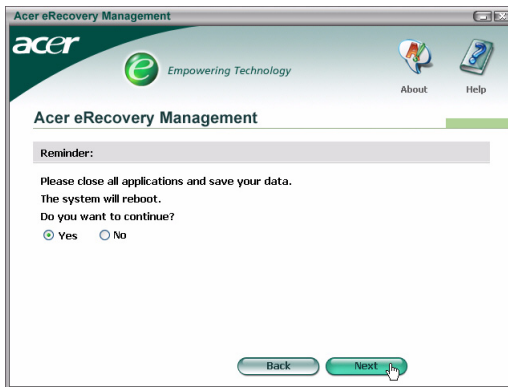 Acer eRecovery Management
acer
e Empowering Technology
About Help
Acer eRecovery Management
Reminder:
Please close all applications and save your data.
The system will reboot.
Do you want to continue?
Yes No
Back Next